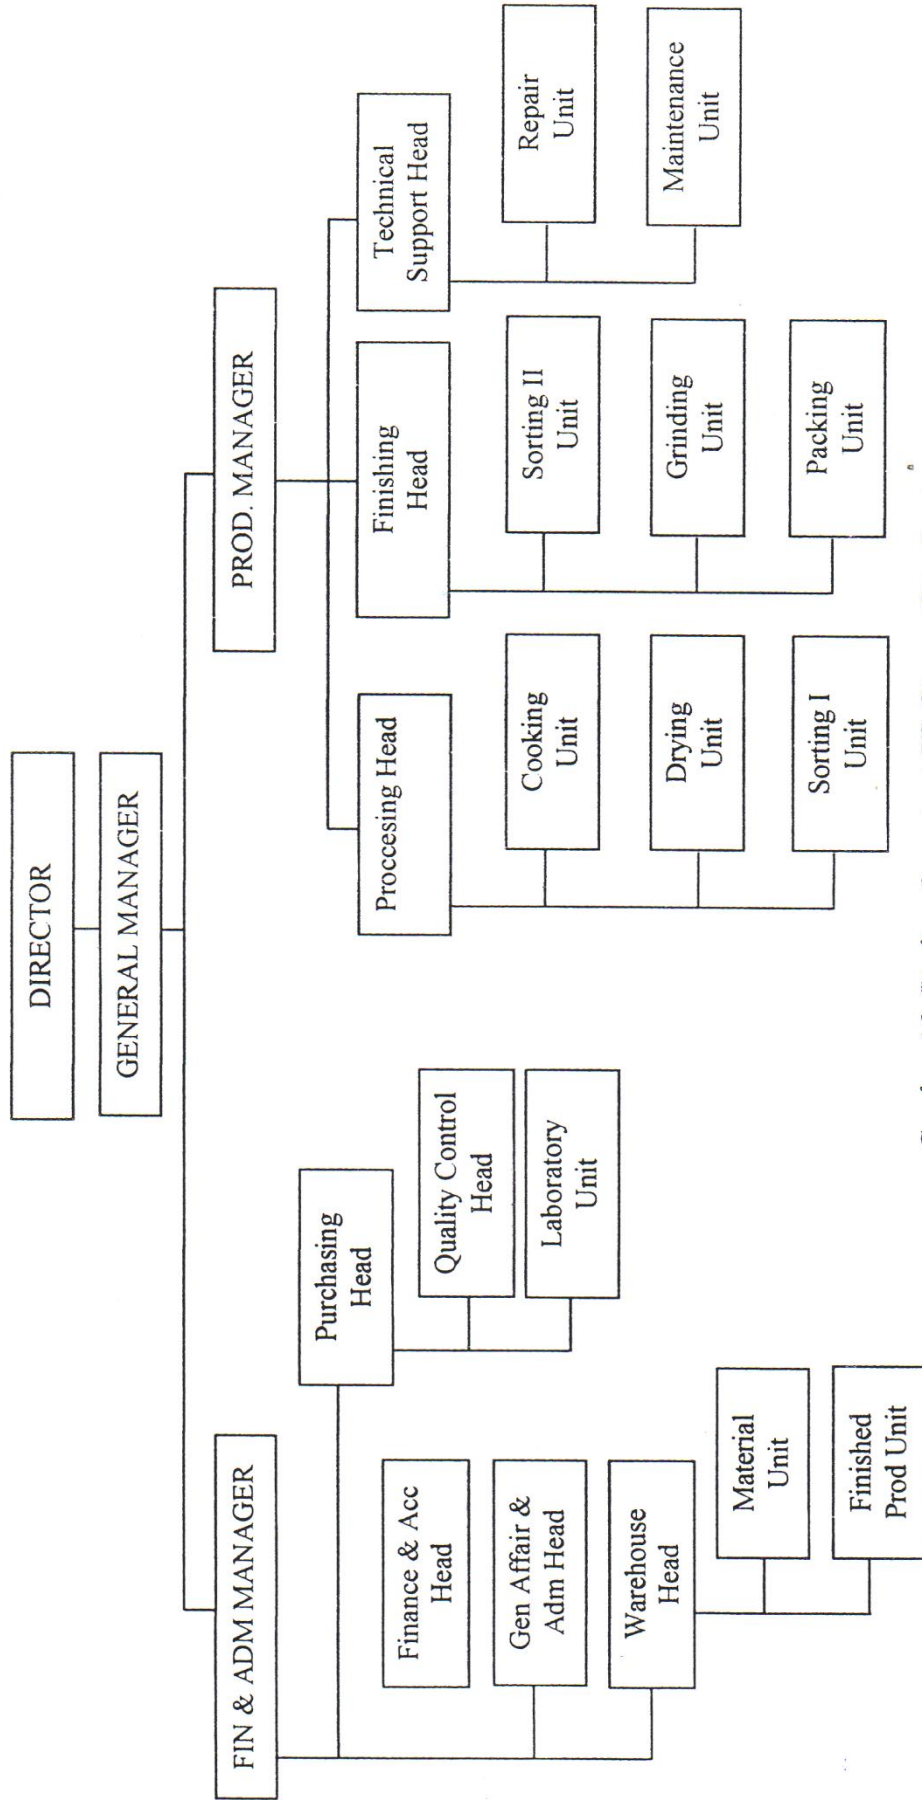 DIRECTOR
GENERAL MANAGER
FIN & ADM MANAGER
PROD. MANAGER
Purchasing
Head
Quality Control
Head
Laboratory
Unit
Finance & Acc
Head
Gen Affair &
Adm Head
Warehouse
Head
Material
Unit
Finished
Prod Unit
Proccesing Head
Cooking
Unit
Drying
Unit
Sorting I
Unit
Finishing
Head
Sorting II
Unit
Grinding
Unit
Packing
Unit
Technical
Support Head
Repair
Unit
Maintenance
Unit